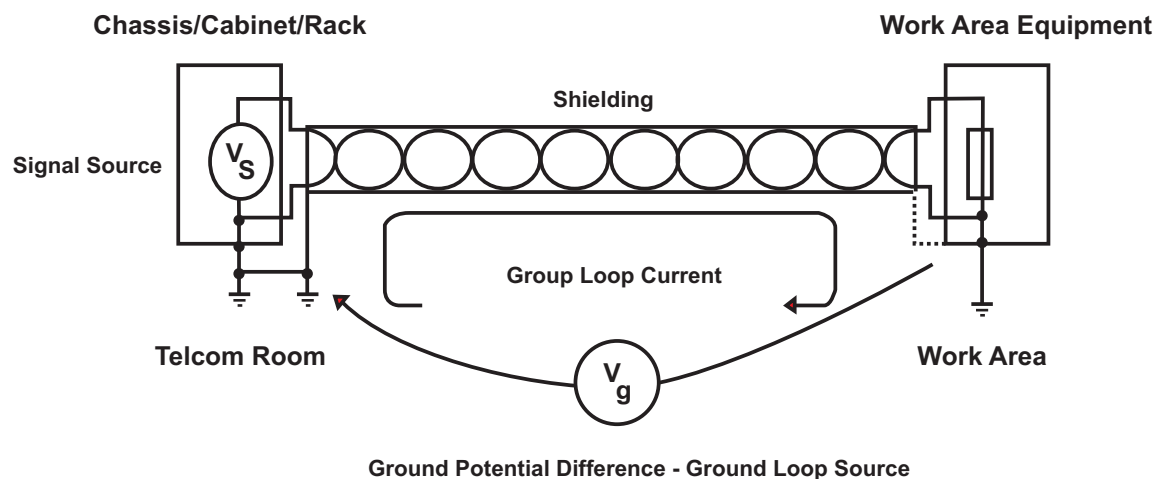 Chassis/Cabinet/Rack
Work Area Equipment
Shielding
Signal Source
VS
Group Loop Current
Telcom Room
Work Area
Vg
Ground Potential Difference - Ground Loop Source